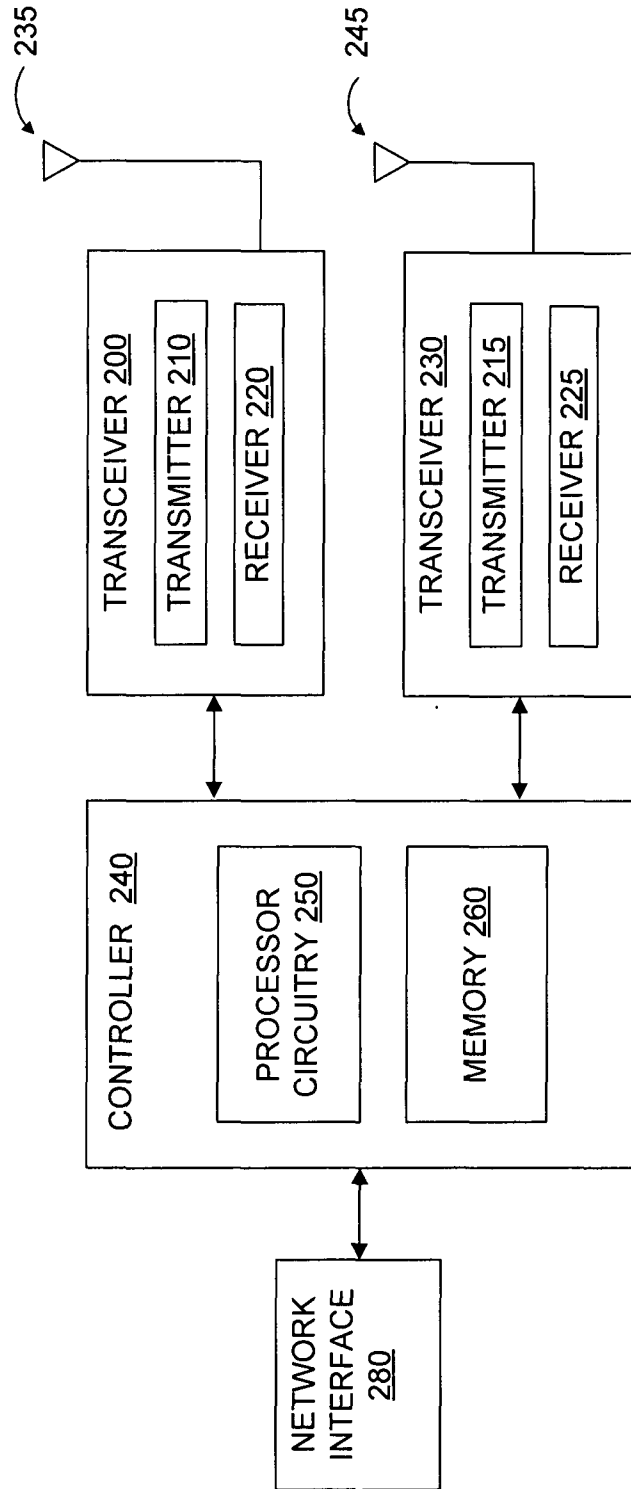 235
245
TRANSCEIVER 200
TRANSMITTER 210
RECEIVER 220
TRANSCEIVER 230
TRANSMITTER 215
RECEIVER 225
CONTROLLER 240
PROCESSOR
CIRCUITRY 250
MEMORY 260
NETWORK
INTERFACE
280